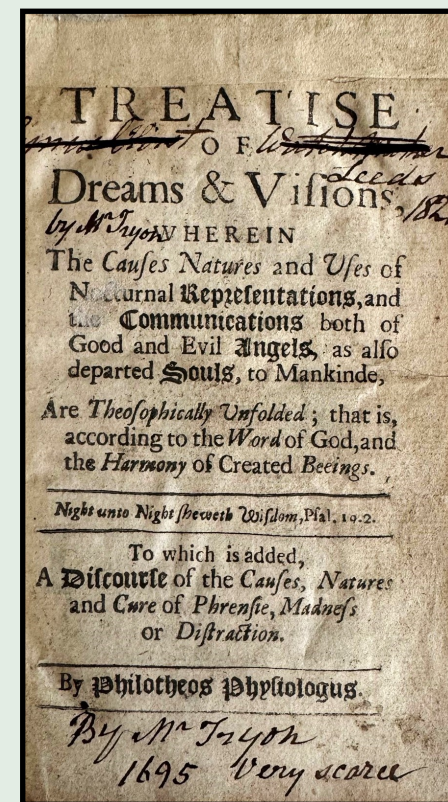 TREATISE
OF
Leeds
Dreams & Viſions,
by Mr Tryon WHEREIN
The Cauſes Natures and Uſes of
Nocturnal Repreſentations, and
the Communications both of
Good and Evil Angels, as alſo
departed Souls, to Mankinde,
Are Theoſophically Unfolded; that is,
according to the Word of God, and
the Harmony of Created Beeings.
Night unto Night ſheweth Wiſdom, Pſal. 19.2.
To which is added,
A Diſcourſe of the Cauſes, Natures
and Cure of Phrenſie, Madneſs
or Diſtraction.
By Philotheos Phyſiologus.
By Mr Tryon
1695 Very scarce